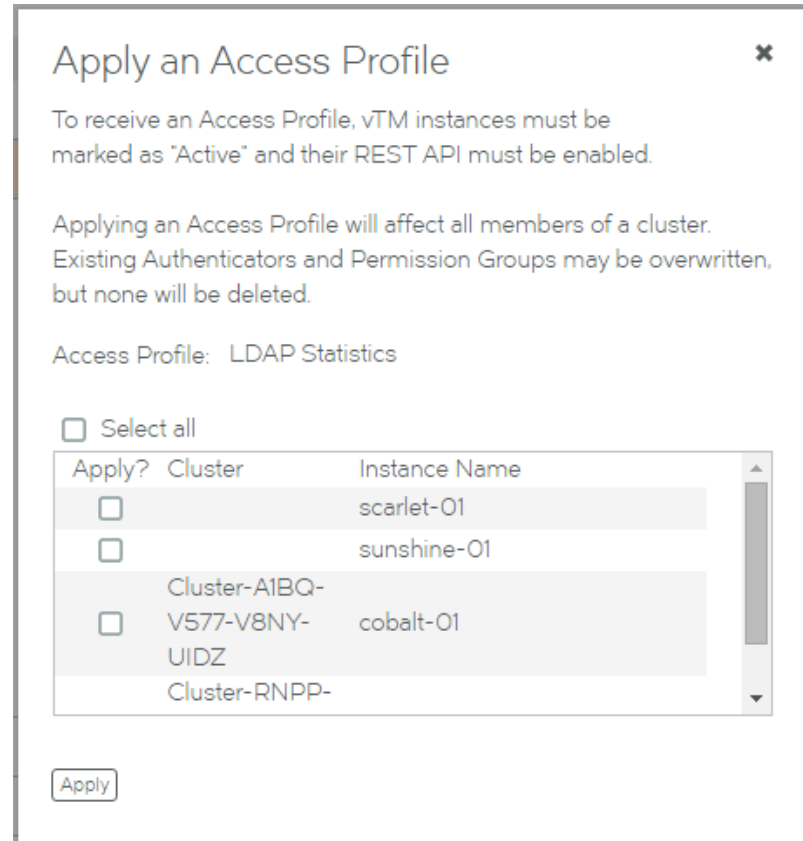 Apply an Access Profile
To receive an Access Profile, vTM instances must be
marked as "Active" and their REST API must be enabled.
Applying an Access Profile will affect all members of a cluster.
Existing Authenticators and Permission Groups may be overwritten,
but none will be deleted.
Access Profile: LDAP Statistics
Select all
Apply? Cluster Instance Name
scarlet-01
sunshine-01
Cluster-A1BQ-
V577-V8NY- cobalt-01
UIDZ
Cluster-RNPP-
Apply